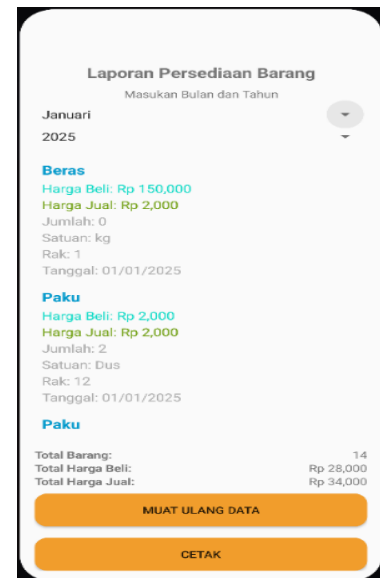 Laporan Persediaan Barang
Masukan Bulan dan Tahun
Januari
2025
Beras
Harga Beli: Rp 150,000
Harga Jual: Rp 2,000
Jumlah: 0
Satuan: kg
Rak: 1
Tanggal: 01/01/2025
Paku
Harga Beli: Rp 2,000
Harga Jual: Rp 2,000
Jumlah: 2
Satuan: Dus
Rak: 12
Tanggal: 01/01/2025
Paku
Total Barang: 14
Total Harga Beli: Rp 28,000
Total Harga Jual: Rp 34,000
MUAT ULANG DATA
CETAK